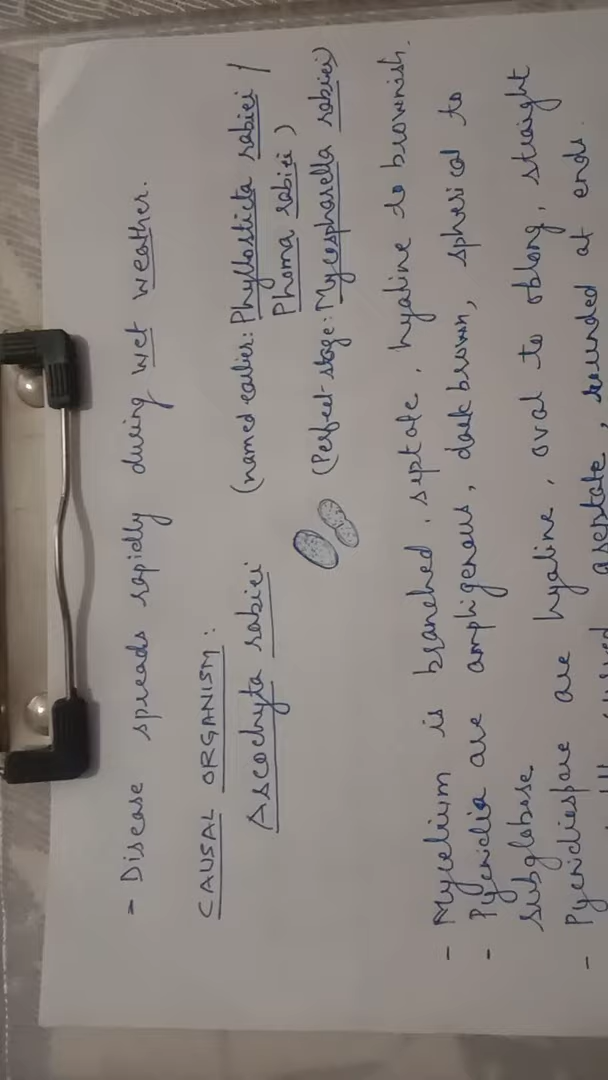 - Disease spreads rapidly during wet weather.
CAUSAL ORGANISM:
Ascochyta rabiei (named earlier: Phyllosticta rabiei /
Phoma rabiei )
(Perfect stage: Mycosphaerella rabiei)
- Mycelium is branched, septate, hyaline to brownish.
- Pycnidia are amphigenous, dark brown, spherical to
subglobose
- Pycnidiospore are hyaline, oval to oblong, straight
curved, aseptate, rounded at ends.